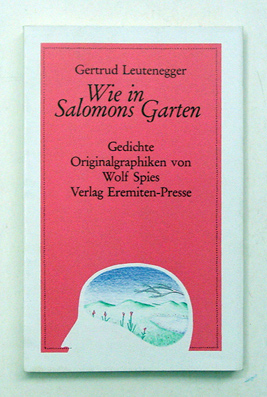 Gertrud Leutenegger
Wie in
Salomons Garten
Gedichte
Originalgraphiken von
Wolf Spies
Verlag Eremiten-Presse